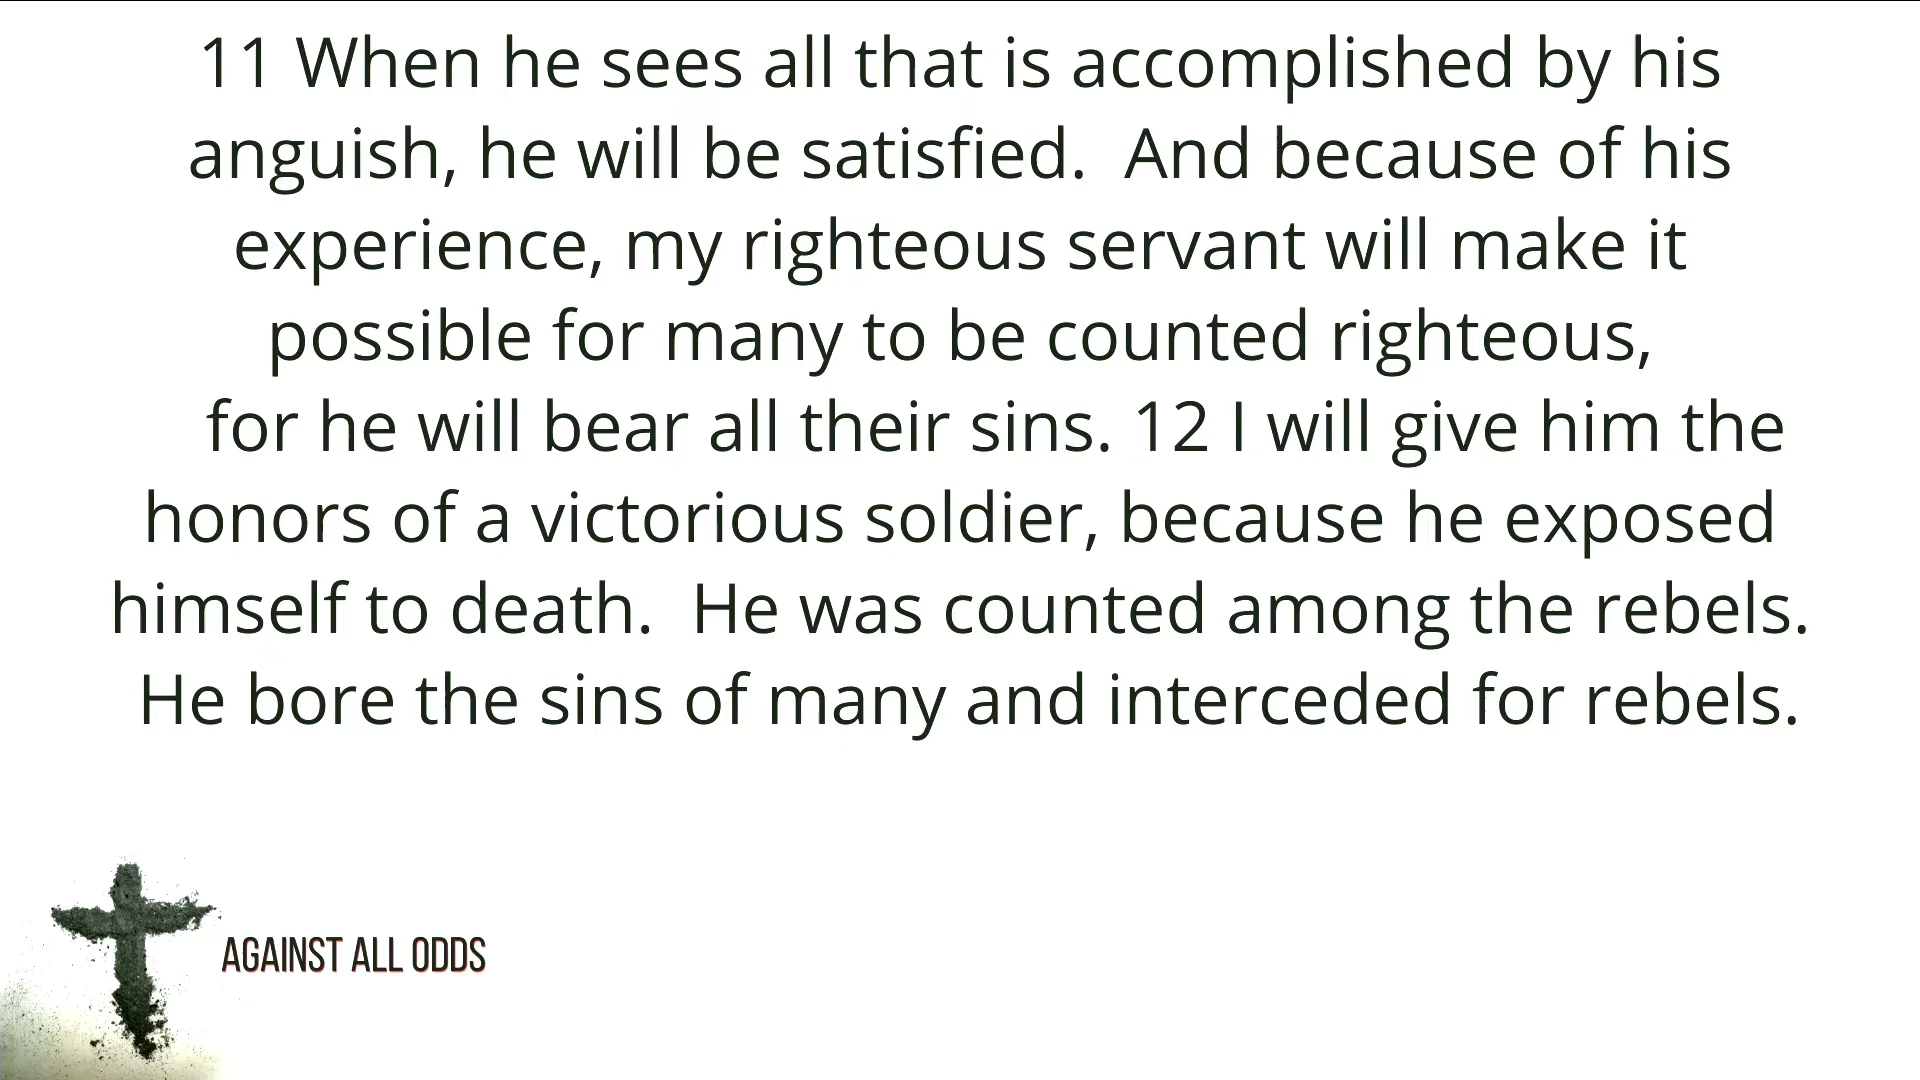 11 When he sees all that is accomplished by his
anguish, he will be satisfied.  And because of his
experience, my righteous servant will make it
possible for many to be counted righteous,
for he will bear all their sins. 12 I will give him the
honors of a victorious soldier, because he exposed
himself to death.  He was counted among the rebels.
He bore the sins of many and interceded for rebels.
AGAINST ALL ODDS